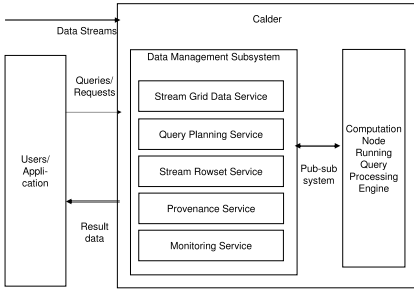 Calder
Data Streams
Data Management Subsystem
Queries/
Requests
Stream Grid Data Service
Query Planning Service
Stream Rowset Service
Provenance Service
Monitoring Service
Users/
Appli-
cation
Result
data
Pub-sub
system
Computation
Node
Running
Query
Processing
Engine